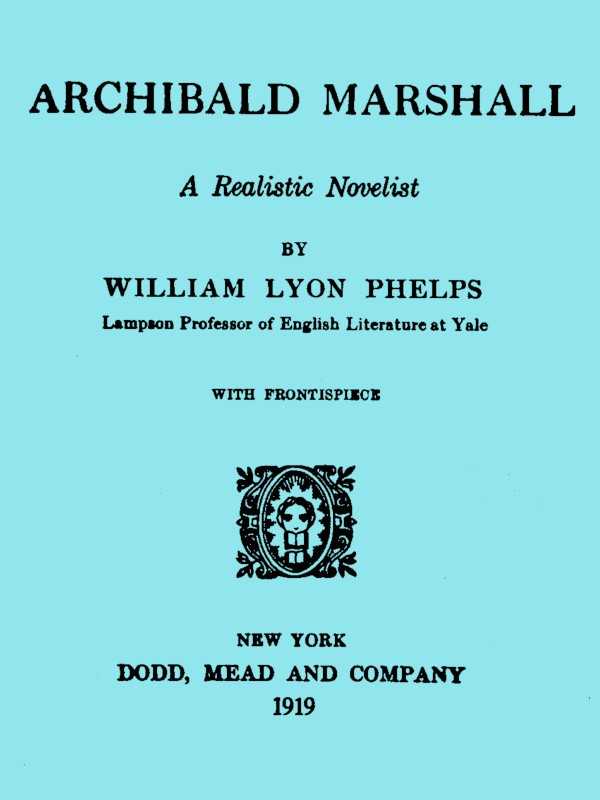 ARCHIBALD MARSHALL
A Realistic Novelist
BY
WILLIAM LYON PHELPS
Lampson Professor of English Literature at Yale
WITH FRONTISPIECE
NEW YORK
DODD, MEAD AND COMPANY
1919